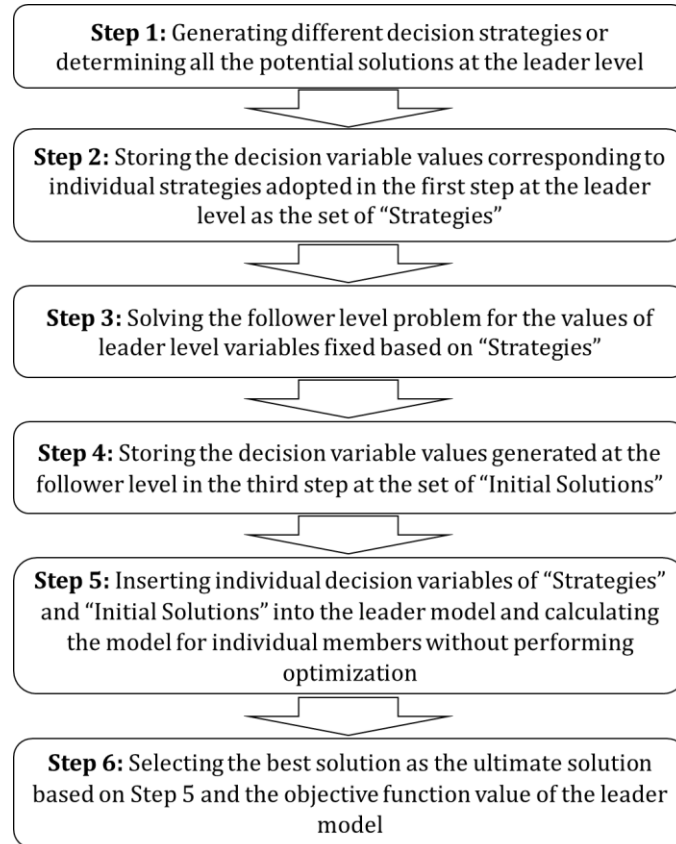 Step 1: Generating different decision strategies or
determining all the potential solutions at the leader level
Step 2: Storing the decision variable values corresponding to
individual strategies adopted in the first step at the leader
level as the set of “Strategies”
Step 3: Solving the follower level problem for the values of
leader level variables fixed based on “Strategies”
Step 4: Storing the decision variable values generated at the
follower level in the third step at the set of “Initial Solutions”
Step 5: Inserting individual decision variables of “Strategies”
and “Initial Solutions” into the leader model and calculating
the model for individual members without performing
optimization
Step 6: Selecting the best solution as the ultimate solution
based on Step 5 and the objective function value of the leader
model